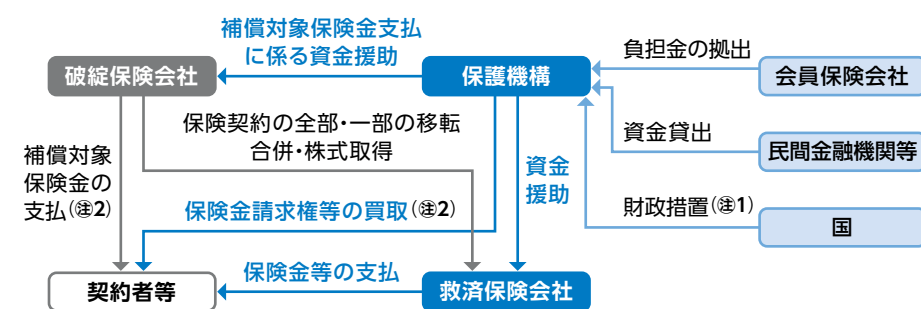 補償対象保険金支払
に係る資金援助
負担金の拠出
破綻保険会社
保護機構
会員保険会社
保険契約の全部・一部の移転
合併・株式取得
資金貸出
民間金融機関等
補償対象
保険金の
支払(注2)
資金
援助
保険金請求権等の買取(注2)
財政措置(注1)
国
保険金等の支払
契約者等
救済保険会社